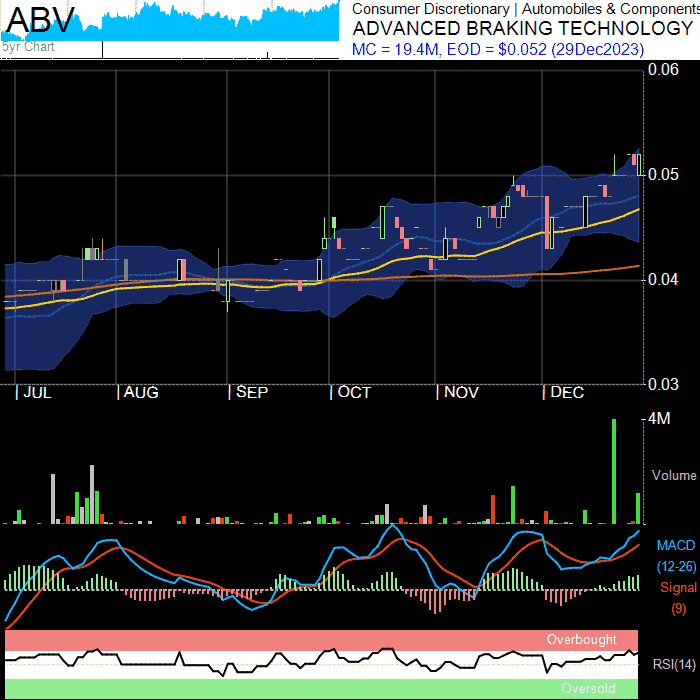 ABV
5yr Chart
Consumer Discretionary | Automobiles & Components
ADVANCED BRAKING TECHNOLOGY
MC = 19.4M, EOD = $0.052 (29Dec2023)
0.06
0.05
0.04
0.03
| JUL | AUG | SEP | OCT | NOV | DEC
4M
Volume
MACD
(12-26)
Signal
(9)
Overbought
RSI(14)
Oversold